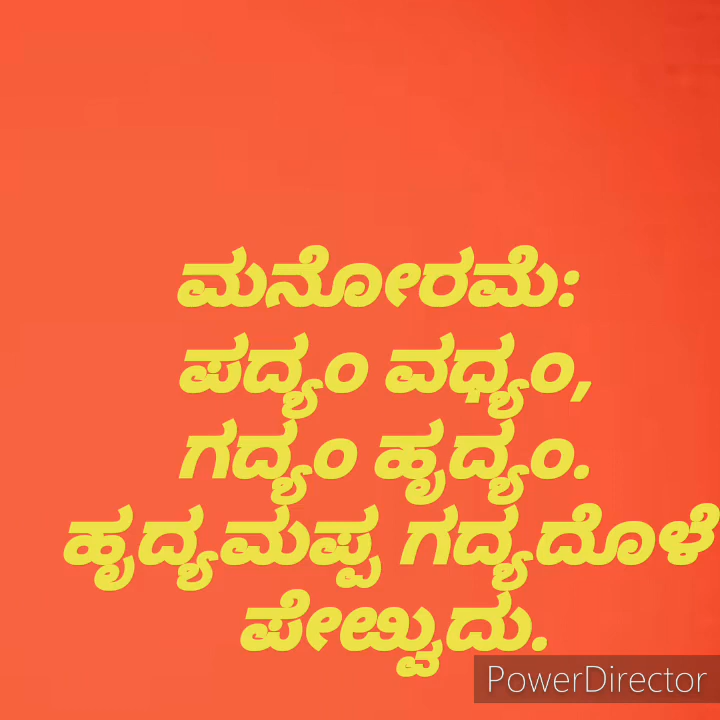 ಮನೋರಮೆ:
ಪದ್ಯಂ ವಧ್ಯಂ,
ಗದ್ಯಂ ಹೃದ್ಯಂ.
ಹೃದ್ಯಮಪ್ಪ ಗದ್ಯದೊಳೆ
ಪೇೞ್ವುದು.
PowerDirector